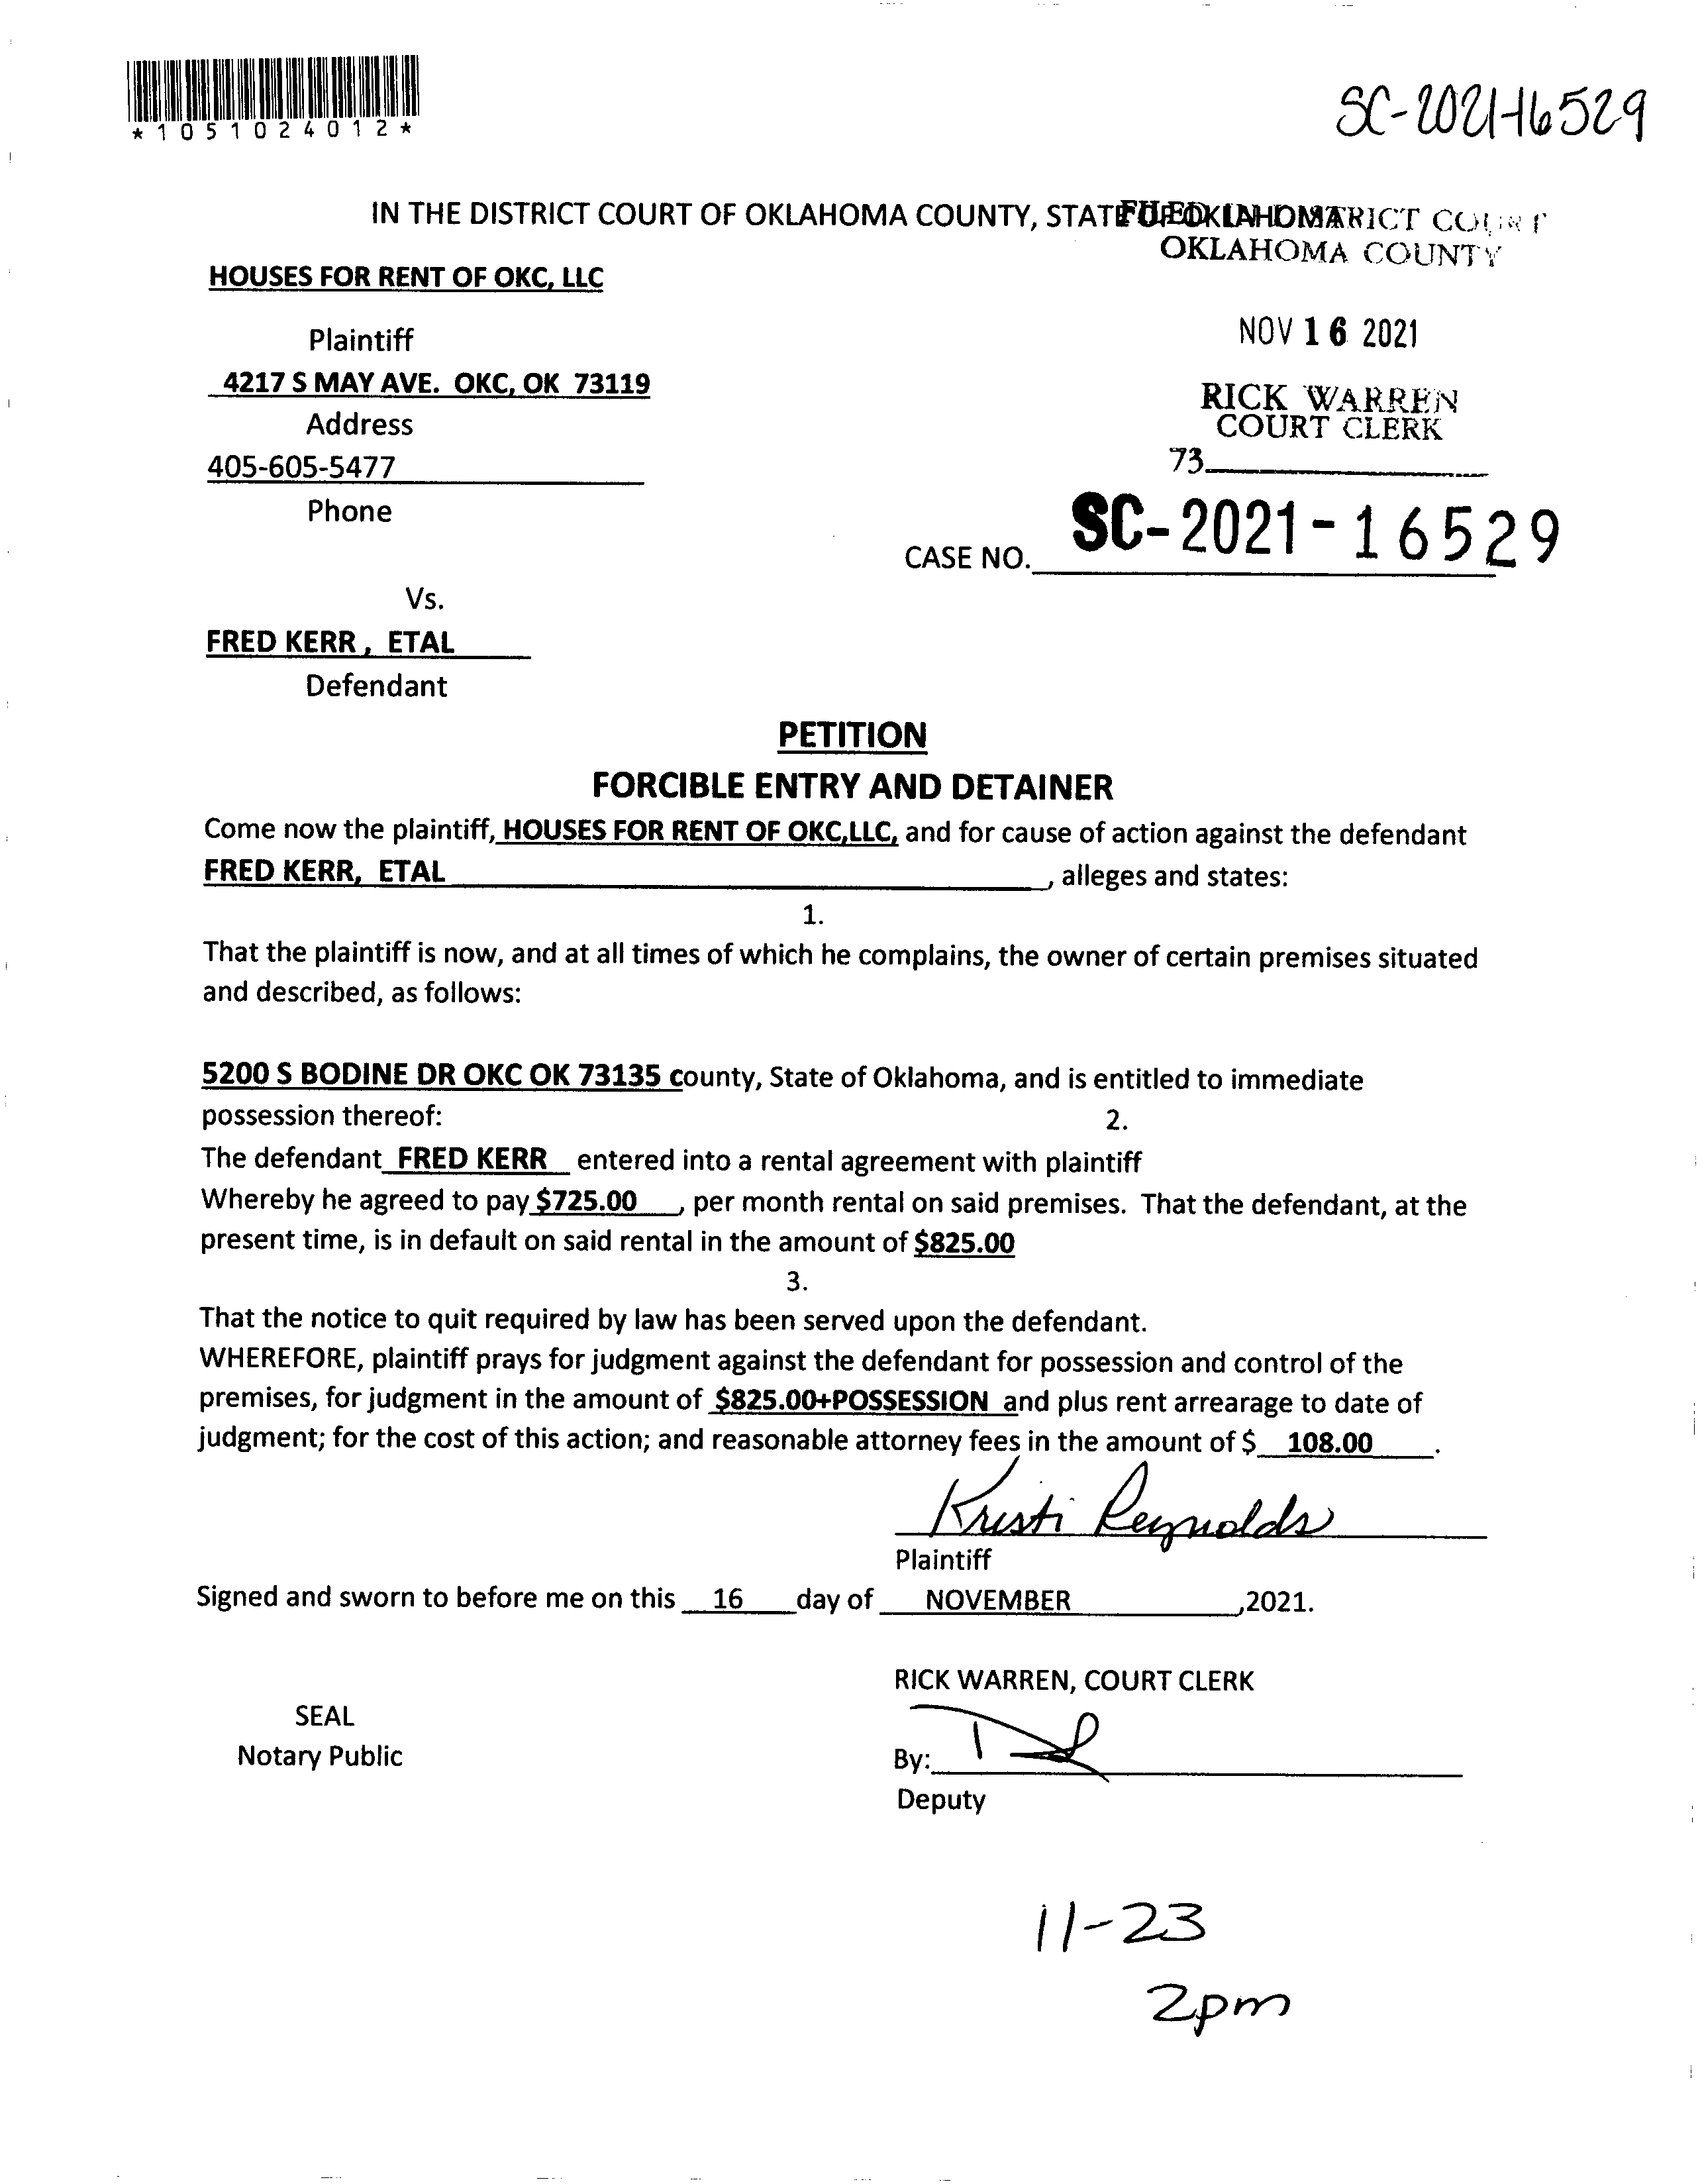 *1051024012*
SC-2021-16529
IN THE DISTRICT COURT OF OKLAHOMA COUNTY, STATE OF OKLAHOMA
FILED IN DISTRICT COURT
OKLAHOMA COUNTY
HOUSES FOR RENT OF OKC, LLC
Plaintiff
NOV 16 2021
4217 S MAY AVE. OKC, OK 73119
Address
RICK WARREN
COURT CLERK
405-605-5477
73
Phone
CASE NO. SC-2021-16529
Vs.
FRED KERR , ETAL
Defendant
PETITION
FORCIBLE ENTRY AND DETAINER
Come now the plaintiff, HOUSES FOR RENT OF OKC,LLC, and for cause of action against the defendant
FRED KERR, ETAL , alleges and states:
1.
That the plaintiff is now, and at all times of which he complains, the owner of certain premises situated
and described, as follows:
5200 S BODINE DR OKC OK 73135 county, State of Oklahoma, and is entitled to immediate
possession thereof: 2.
The defendant FRED KERR entered into a rental agreement with plaintiff
Whereby he agreed to pay $725.00 , per month rental on said premises. That the defendant, at the
present time, is in default on said rental in the amount of $825.00
3.
That the notice to quit required by law has been served upon the defendant.
WHEREFORE, plaintiff prays for judgment against the defendant for possession and control of the
premises, for judgment in the amount of $825.00+POSSESSION and plus rent arrearage to date of
judgment; for the cost of this action; and reasonable attorney fees in the amount of $ 108.00 .
Kristi Reynolds
Plaintiff
Signed and sworn to before me on this 16 day of NOVEMBER ,2021.
RICK WARREN, COURT CLERK
SEAL
Notary Public
By:
Deputy
11-23
2pm